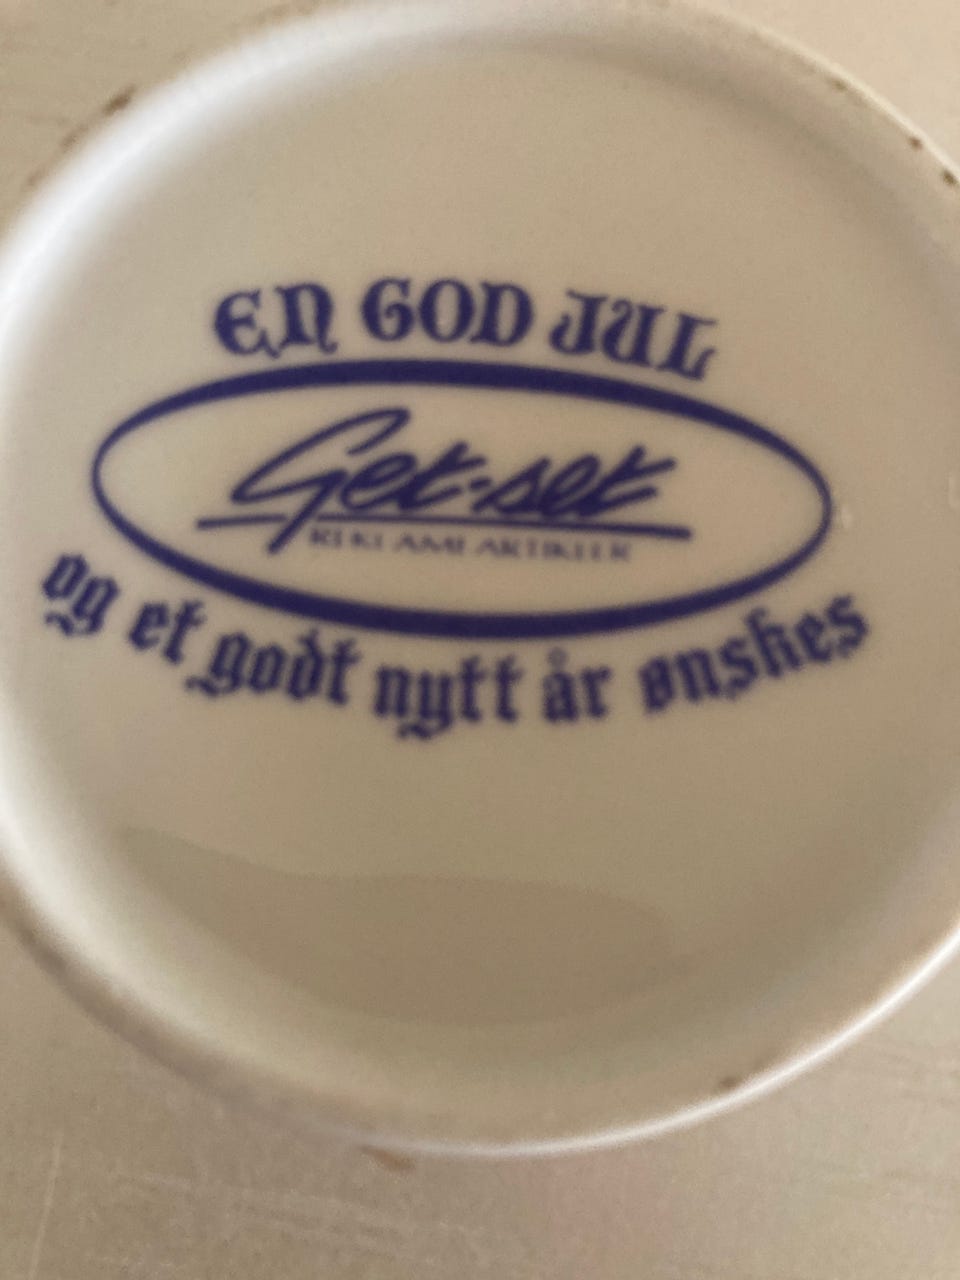 EN GOD JUL
Get-set
REKLAMEARTIKLER
og et godt nytt år ønskes